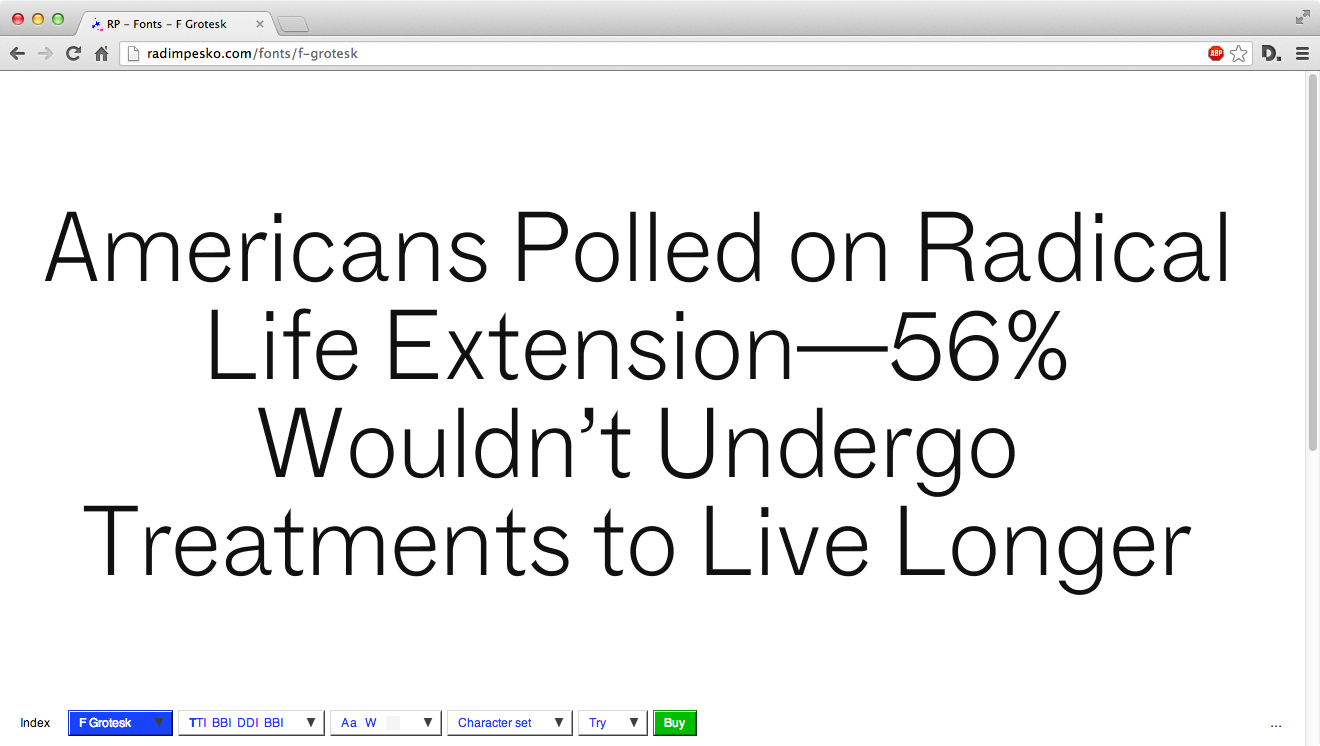 RP – Fonts – F Grotesk
radimpesko.com/fonts/f-grotesk
ABP
D.
Americans Polled on Radical
Life Extension—56%
Wouldn’t Undergo
Treatments to Live Longer
Index F Grotesk TTI BBI DDI BBI Aa W Character set Try Buy ...